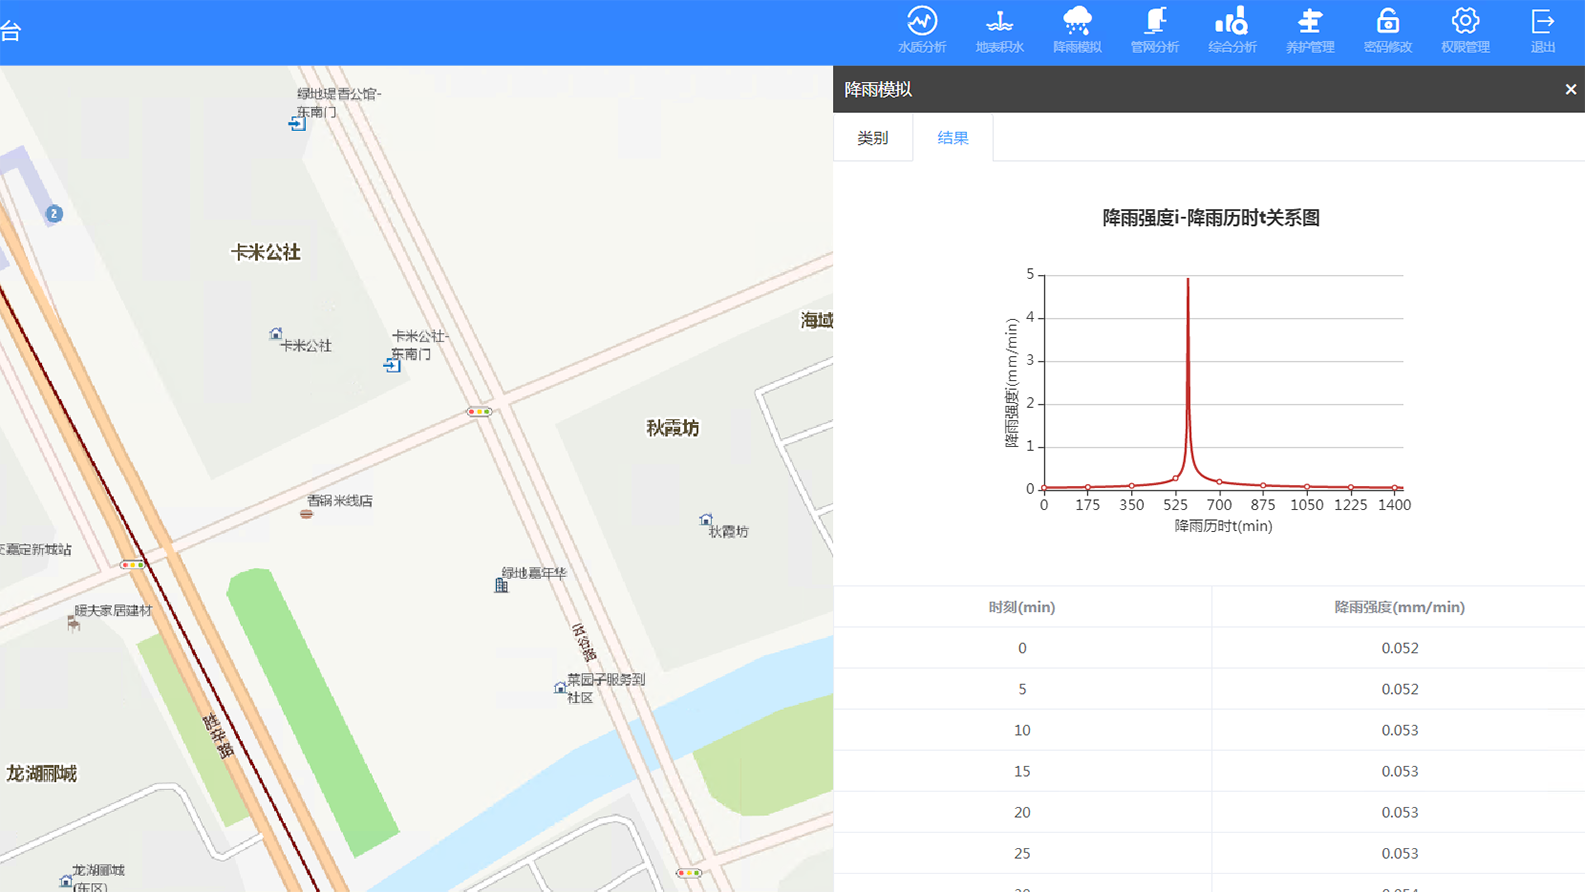 台
水质分析
地表积水
降雨模拟
管网分析
综合分析
养护管理
密码修改
权限管理
退出
绿地瑅香公馆-
东南门
2
卡米公社
卡米公社
卡米公社-
东南门
海域
秋霞坊
秋霞坊
香锅米线店
嘉定新城站
绿地嘉年华
暖夫家居建材
菜园子服务到
社区
龙湖郦城
龙湖郦城
(东区)
降雨模拟
×
类别
结果
降雨强度i-降雨历时t关系图
降雨强度i(mm/min)
5
4
3
2
1
0
0 175 350 525 700 875 1050 1225 1400
降雨历时t(min)
时刻(min) 降雨强度(mm/min)
0 0.052
5 0.052
10 0.053
15 0.053
20 0.053
25 0.053